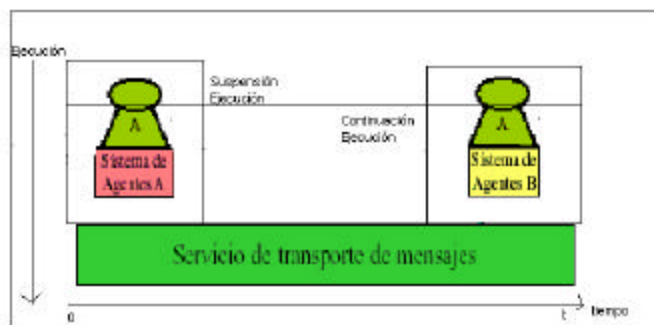 Ejecución
Suspensión
Ejecución
Continuación
Ejecución
A
Sistema de
Agentes A
A
Sistema de
Agentes B
Servicio de transporte de mensajes
0
t
tiempo